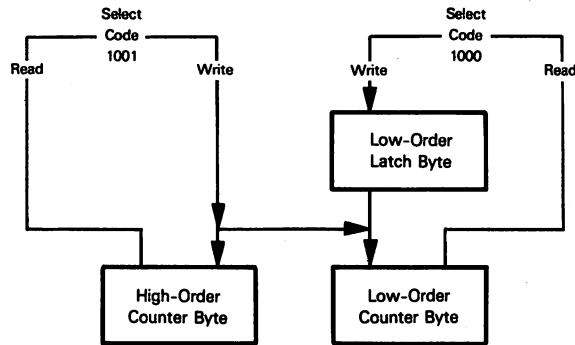 Select
Code
1001
Read
Write
Select
Code
1000
Write
Read
Low-Order
Latch Byte
High-Order
Counter Byte
Low-Order
Counter Byte